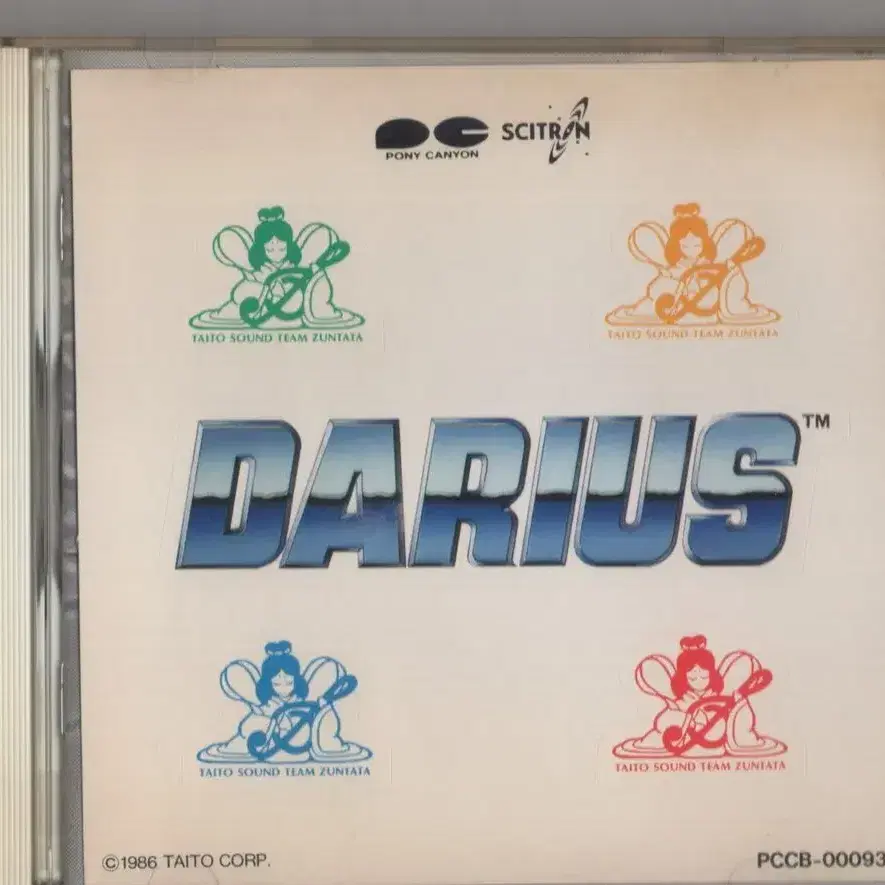 PONY CANYON
SCITRON
TAITO SOUND TEAM ZUNTATA
TAITO SOUND TEAM ZUNTATA
DARIUS™
TAITO SOUND TEAM ZUNTATA
TAITO SOUND TEAM ZUNTATA
©1986 TAITO CORP.
PCCB-00093